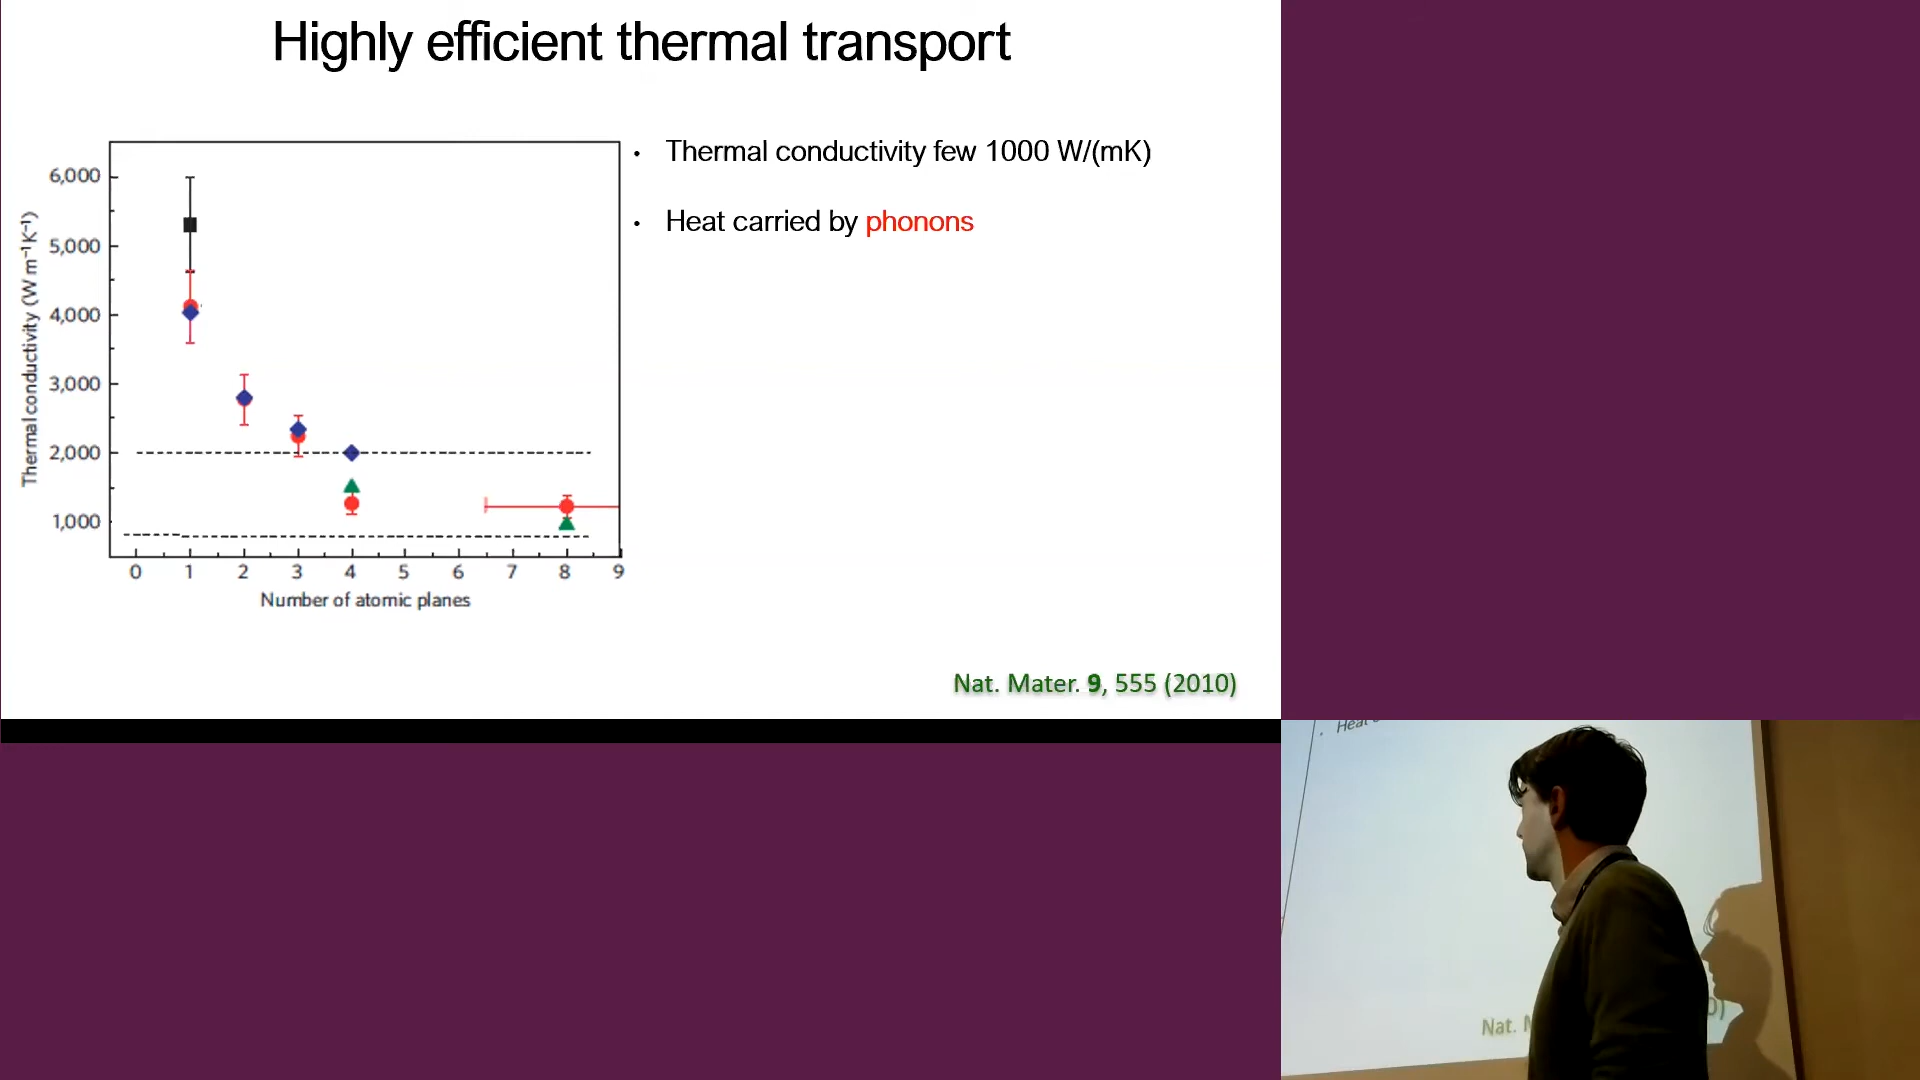 Highly efficient thermal transport
Thermal conductivity (W m⁻¹ K⁻¹)
6,000
5,000
4,000
3,000
2,000
1,000
0 1 2 3 4 5 6 7 8 9
Number of atomic planes
• Thermal conductivity few 1000 W/(mK)
• Heat carried by phonons
Nat. Mater. 9, 555 (2010)
Heat
Nat.